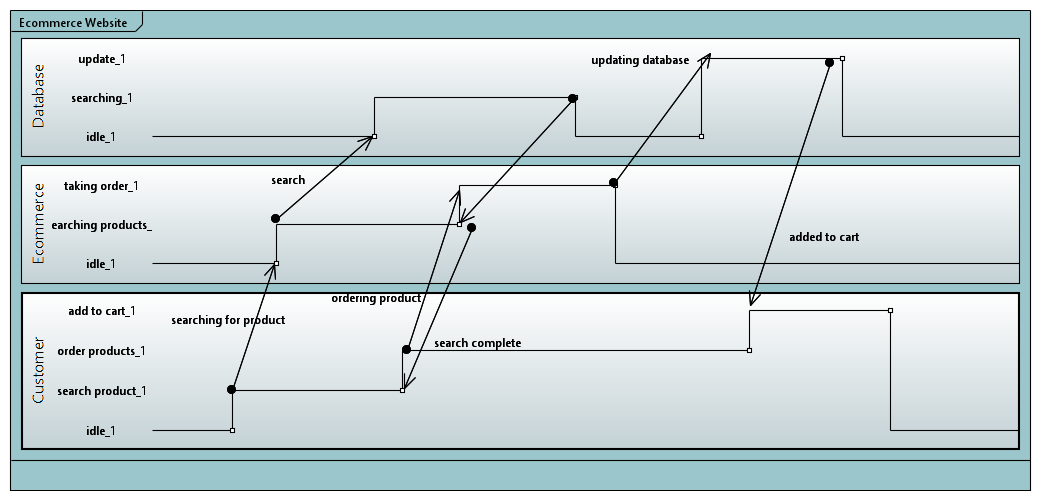 Ecommerce Website
Database
update_1
searching_1
idle_1
updating database
search
Ecommerce
taking order_1
earching products_
idle_1
added to cart
ordering product
searching for product
search complete
Customer
add to cart_1
order products_1
search product_1
idle_1